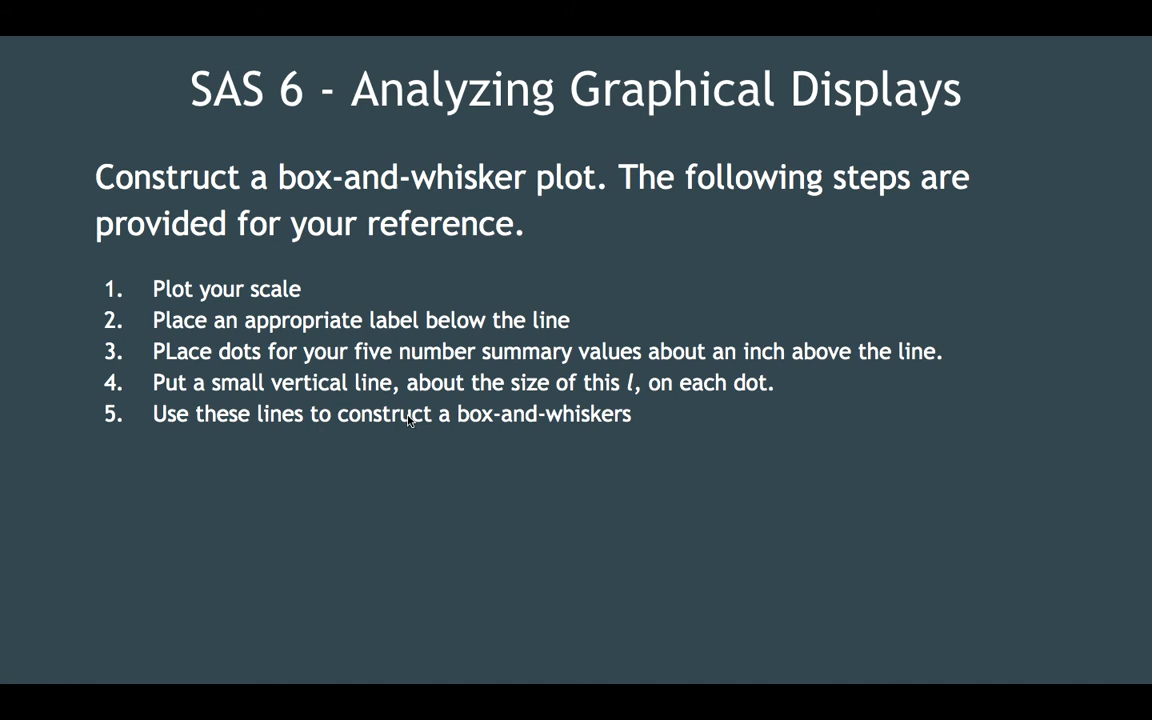 SAS 6 - Analyzing Graphical Displays
Construct a box-and-whisker plot. The following steps are
provided for your reference.
1. Plot your scale
2. Place an appropriate label below the line
3. PLace dots for your five number summary values about an inch above the line.
4. Put a small vertical line, about the size of this l, on each dot.
5. Use these lines to construct a box-and-whiskers